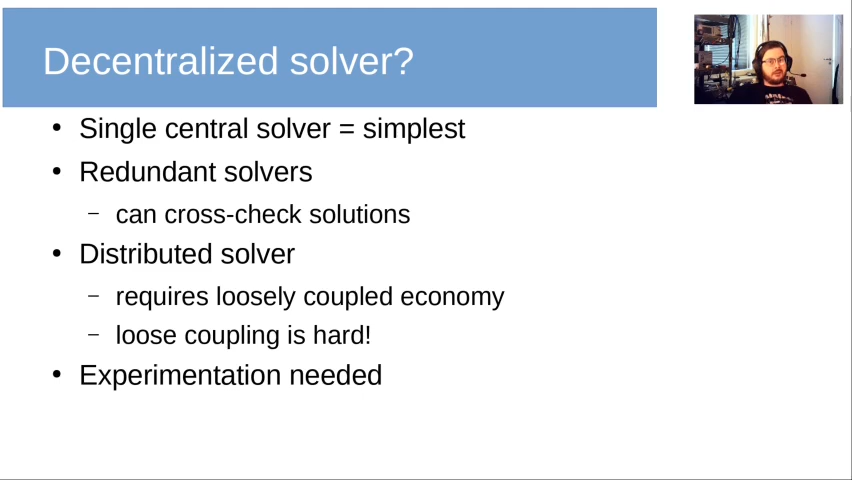 Decentralized solver?
• Single central solver = simplest
• Redundant solvers
– can cross-check solutions
• Distributed solver
– requires loosely coupled economy
– loose coupling is hard!
• Experimentation needed